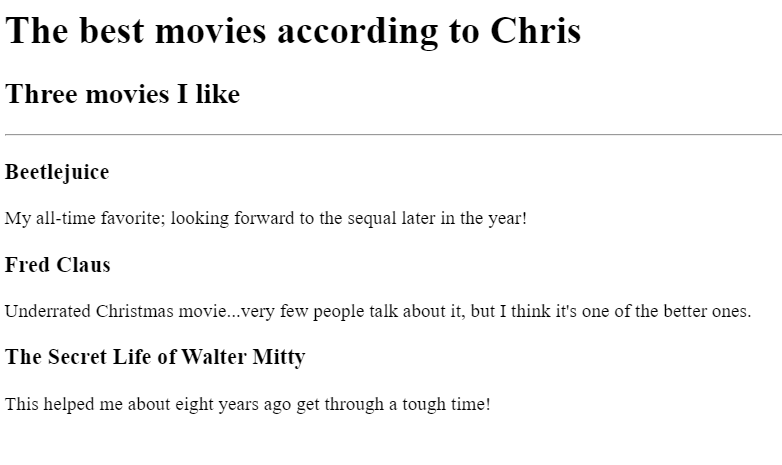 The best movies according to Chris
Three movies I like
Beetlejuice
My all-time favorite; looking forward to the sequal later in the year!
Fred Claus
Underrated Christmas movie...very few people talk about it, but I think it's one of the better ones.
The Secret Life of Walter Mitty
This helped me about eight years ago get through a tough time!